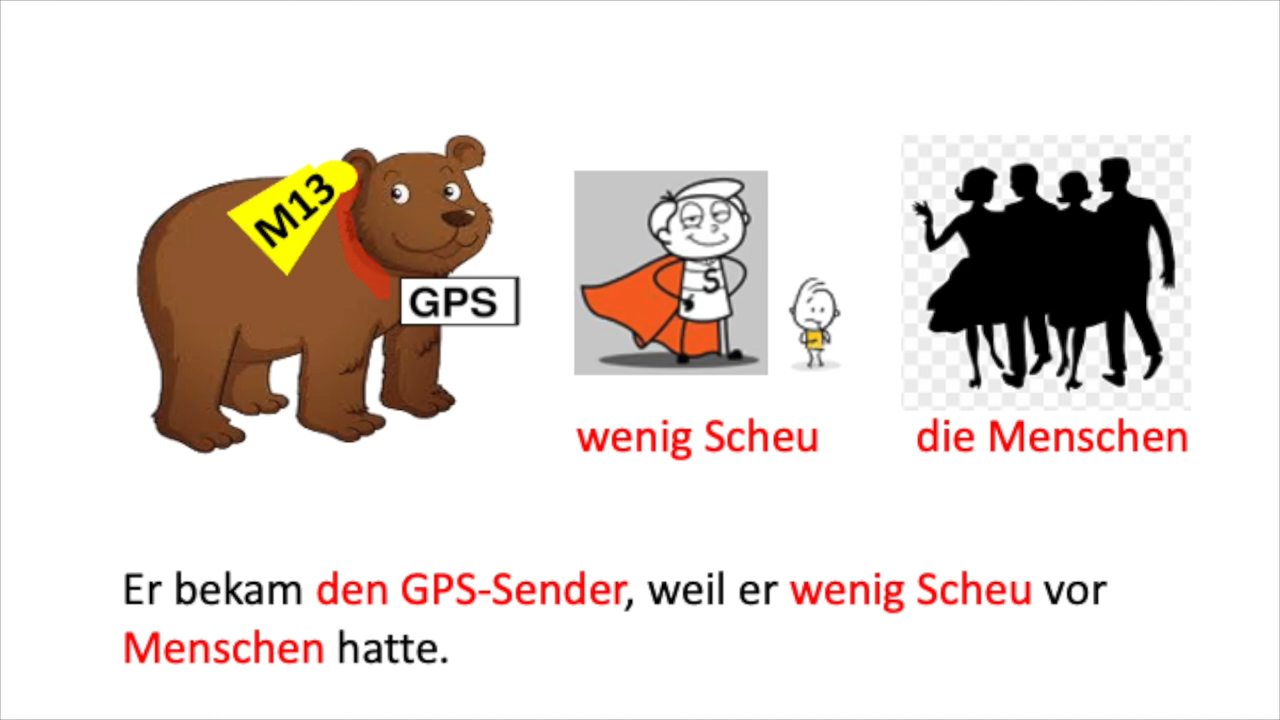 M13
GPS
S
wenig Scheu
die Menschen
Er bekam den GPS-Sender, weil er wenig Scheu vor
Menschen hatte.